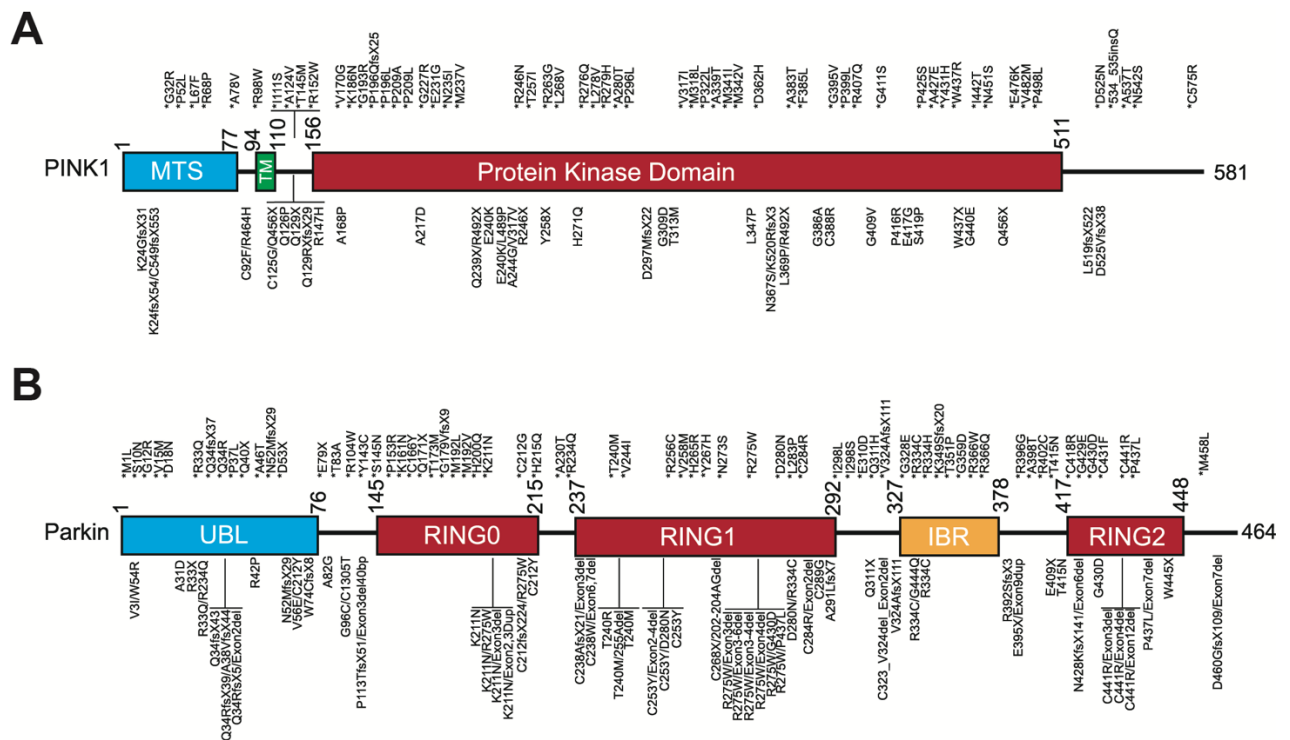 A
*G32R
*P52L
*L67F
*R68P
*A78V
*R98W
*I111S
*A124V
*T145M
*R152W
*V170G
*K186N
*G193R
*P196QfsX25
*P196L
*P209A
*P209L
*G227R
*E231G
*N235I
*M237V
*R246N
*T257I
*R263G
*L268V
*R276Q
*L278V
*R279H
*A280T
*P296L
*V317I
*M318L
*P322L
*A339T
*M341I
*M342V
*D362H
*A383T
*F385L
*G395V
*P399L
*R407Q
*G411S
*P425S
*A427E
*Y431H
*W437R
*I442T
*N451S
*E476K
*V482M
*P498L
*D525N
*534_535insQ
*A537T
*N542S
*C575R
1 77 94 110 156 511
PINK1 MTS TM Protein Kinase Domain 581
K24GfsX31
K24fsX54/C549fsX553
C92F/R464H
C125G/Q456X
Q126P
Q129X
Q129RXfsX29
R147H
A168P
A217D
Q239X/R492X
E240K
E240K/L489P
A244G/V317V
R246X
Y258X
H271Q
D297MfsX22
G309D
T313M
L347P
N367S/K520RfsX3
L369P/R492X
G386A
C388R
G409V
P416R
E417G
S419P
W437X
G440E
Q456X
L519fsX522
D525VfsX38
B
*M1L
*S10N
*G12R
*V15M
*D18N
*R33Q
*Q34fsX37
*Q34R
*P37L
*Q40X
*A46T
*N52MfsX29
*D53X
*E79X
*T83A
*R104W
*Y143C
*S145N
*P153R
*K161N
*C166Y
*Q171X
*T173M
*G179VfsX9
*M192L
*M192V
*H200Q
*K211N
*C212G
*H215Q
*A230T
*R234Q
*T240M
*V244I
*R256C
*V258M
*H265R
*Y267H
*N273S
*R275W
*D280N
*L283P
*C284R
*I298L
*I298S
*E310D
*Q311H
*V324AfsX111
*G328E
*R334C
*R334H
*K349SfsX20
*T351P
*G359D
*R366W
*R366Q
*R396G
*A398T
*R402C
*T415N
*C418R
*G429E
*G430D
*C431F
*C441R
*P437L
*M458L
1 76 145 215 237 292 327 378 417 448
Parkin UBL RING0 RING1 IBR RING2 464
V3I/W54R
A31D
R33X
R33Q/R234Q
Q34fsX43
Q34RfsX39/A38VfsX44
Q34RfsX5/Exon2del
R42P
N52MfsX29
V56E/C212Y
W74CfsX8
A82G
G96C/C1305T
P113TfsX51/Exon3del40bp
K211N
K211N/R275W
K211N/Exon3del
K211N/Exon2,3Dup
C212fsX224/R275W
C212Y
C238AfsX21/Exon3del
C238W/Exon6,7del
T240R
T240M/255Adel
T240M
C253Y/Exon2-4del
C253Y/D280N
C253Y
C268X/202-204AGdel
R275W/Exon3del
R275W/Exon3-6del
R275W/Exon3-4del
R275W/Exon4del
R275W/G430D
R275W/P437L
D280N/R334C
C284R/Exon2del
C289G
A291LfsX7
Q311X
C323_V324del_Exon2del
V324AfsX111
R334C/G444Q
R334C
R392SfsX3
E395X/Exon9dup
E409X
T415N
N428KfsX141/Exon6del
G430D
C441R/Exon3del
C441R/Exon4del
C441R/Exon12del
P437L/Exon7del
W445X
D460GfsX109/Exon7del